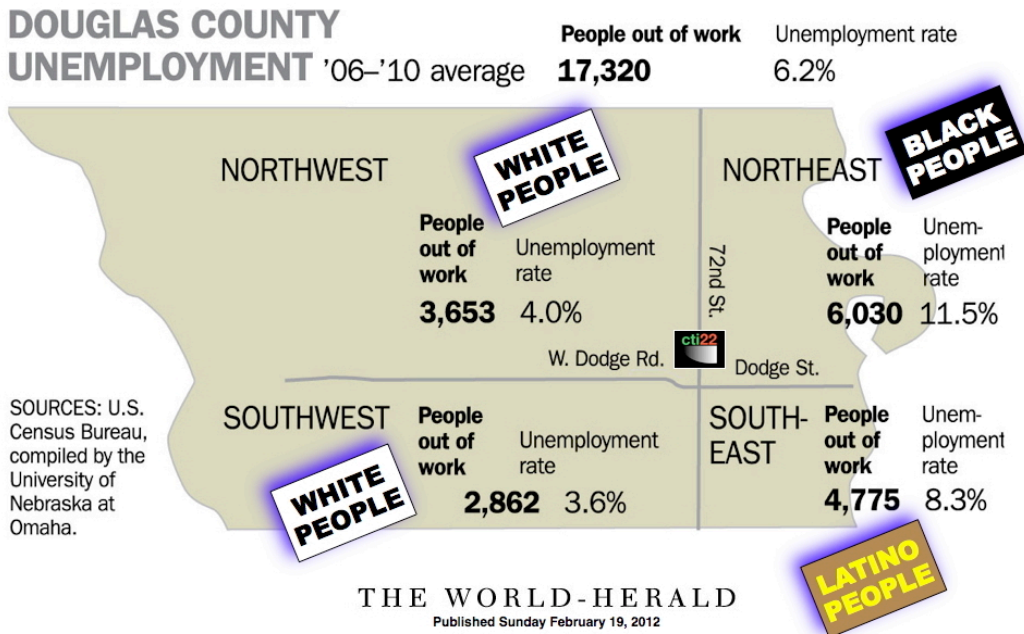 DOUGLAS COUNTY
UNEMPLOYMENT '06–'10 average
People out of work
17,320
Unemployment rate
6.2%
NORTHWEST
WHITE
PEOPLE
People
out of
work
3,653
Unemployment
rate
4.0%
NORTHEAST
BLACK
PEOPLE
People
out of
work
6,030
Unem-
ployment
rate
11.5%
72nd St.
cti22
W. Dodge Rd.
Dodge St.
SOUTHWEST
WHITE
PEOPLE
People
out of
work
2,862
Unemployment
rate
3.6%
SOUTH-
EAST
People
out of
work
4,775
Unem-
ployment
rate
8.3%
LATINO
PEOPLE
SOURCES: U.S.
Census Bureau,
compiled by the
University of
Nebraska at
Omaha.
THE WORLD-HERALD
Published Sunday February 19, 2012